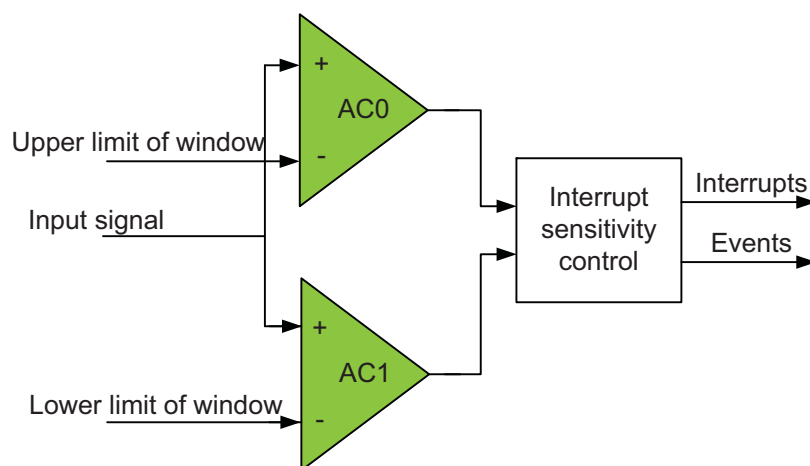 +
AC0
Upper limit of window
-
Input signal
Interrupt
sensitivity
control
Interrupts
Events
+
AC1
Lower limit of window
-